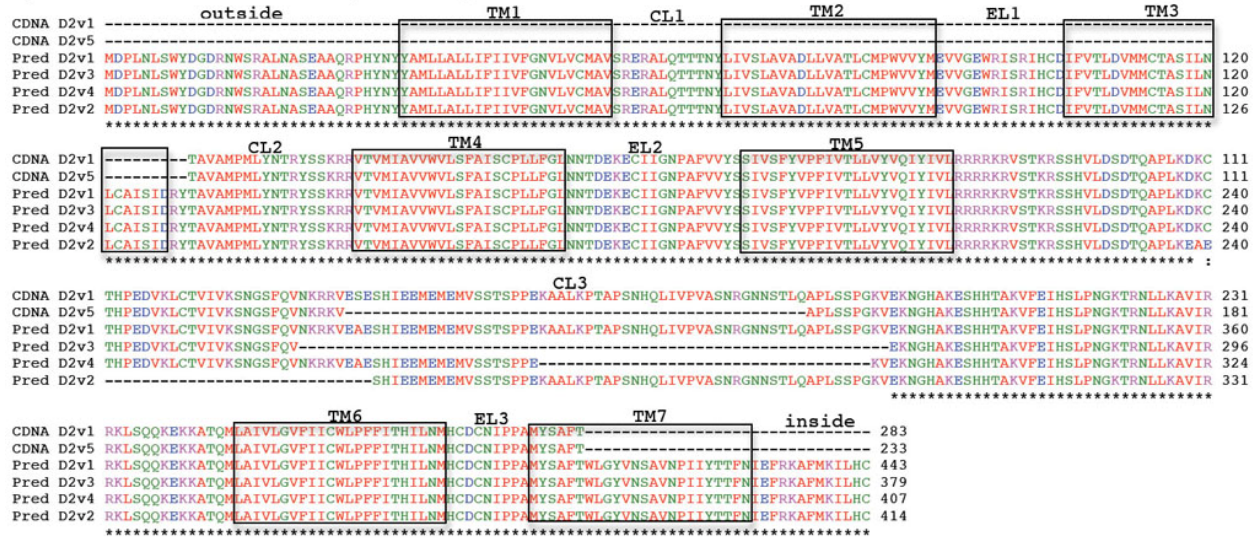 outside TM1 CL1 TM2 EL1 TM3
CDNA D2v1 ------------------------------------------------------------------------------------------------------------------------
CDNA D2v5 ------------------------------------------------------------------------------------------------------------------------
Pred D2v1 MDPLNLSWYDGDRNWSRALNASEAAQRPHYNYYAMLLALLIFIIVFGNVLVCMAVSRERALQTTTNYLIVSLAVADLLVATLCMPWVVYMEVVGEWRISRIHCDIFVTLDVMMCTASILN 120
Pred D2v3 MDPLNLSWYDGDRNWSRALNASEAAQRPHYNYYAMLLALLIFIIVFGNVLVCMAVSRERALQTTTNYLIVSLAVADLLVATLCMPWVVYMEVVGEWRISRIHCDIFVTLDVMMCTASILN 120
Pred D2v4 MDPLNLSWYDGDRNWSRALNASEAAQRPHYNYYAMLLALLIFIIVFGNVLVCMAVSRERALQTTTNYLIVSLAVADLLVATLCMPWVVYMEVVGEWRISRIHCDIFVTLDVMMCTASILN 120
Pred D2v2 MDPLNLSWYDGDRNWSRALNASEAAQRPHYNYYAMLLALLIFIIVFGNVLVCMAVSRERALQTTTNYLIVSLAVADLLVATLCMPWVVYMEVVGEWRISRIHCDIFVTLDVMMCTASILN 126
************************************************************************************************************************
CL2 TM4 EL2 TM5
CDNA D2v1 ---------TAVAMPMLYNTRYSSKRRVTVMIAVVWVLSFAISCPLLFGLNNTDEKECIIGNPAFVVYSSIVSFYVPFIVTLLVYVQIYIVLRRRRKRVSTKRSSHVLDSDTQAPLKDKC 111
CDNA D2v5 ---------TAVAMPMLYNTRYSSKRRVTVMIAVVWVLSFAISCPLLFGLNNTDEKECIIGNPAFVVYSSIVSFYVPFIVTLLVYVQIYIVLRRRRKRVSTKRSSHVLDSDTQAPLKDKC 111
Pred D2v1 LCAISIDRYTAVAMPMLYNTRYSSKRRVTVMIAVVWVLSFAISCPLLFGLNNTDEKECIIGNPAFVVYSSIVSFYVPFIVTLLVYVQIYIVLRRRRKRVSTKRSSHVLDSDTQAPLKDKC 240
Pred D2v3 LCAISIDRYTAVAMPMLYNTRYSSKRRVTVMIAVVWVLSFAISCPLLFGLNNTDEKECIIGNPAFVVYSSIVSFYVPFIVTLLVYVQIYIVLRRRRKRVSTKRSSHVLDSDTQAPLKDKC 240
Pred D2v4 LCAISIDRYTAVAMPMLYNTRYSSKRRVTVMIAVVWVLSFAISCPLLFGLNNTDEKECIIGNPAFVVYSSIVSFYVPFIVTLLVYVQIYIVLRRRRKRVSTKRSSHVLDSDTQAPLKDKC 240
Pred D2v2 LCAISIDRYTAVAMPMLYNTRYSSKRRVTVMIAVVWVLSFAISCPLLFGLNNTDEKECIIGNPAFVVYSSIVSFYVPFIVTLLVYVQIYIVLRRRRKRVSTKRSSHVLDSDTQAPLKEAE 240
********************************************************************************************************************* :
CL3
CDNA D2v1 THPEDVKLCTVIVKSNGSFQVNKRRVESESHIEEMEMEMVSSTSPPEKAALKPTAPSNHQLIVPVASNRGNNSTLQAPLSSPGKVEKNGHAKESHHTAKVFEIHSLPNGKTRNLLKAVIR 231
CDNA D2v5 THPEDVKLCTVIVKSNGSFQVNKRKV--------------------------------------------------APLSSPGKVEKNGHAKESHHTAKVFEIHSLPNGKTRNLLKAVIR 181
Pred D2v1 THPEDVKLCTVIVKSNGSFQVNKRKVEAESHIEEMEMEMVSSTSPPEKAALKPTAPSNHQLIVPVASNRGNNSTLQAPLSSPGKVEKNGHAKESHHTAKVFEIHSLPNGKTRNLLKAVIR 360
Pred D2v3 THPEDVKLCTVIVKSNGSFQV----------------------------------------------------------------EKNGHAKESHHTAKVFEIHSLPNGKTRNLLKAVIR 296
Pred D2v4 THPEDVKLCTVIVKSNGSFQVNKRKVEAESHIEEMEMEMVSSTSPPE------------------------------------KVEKNGHAKESHHTAKVFEIHSLPNGKTRNLLKAVIR 324
Pred D2v2 -----------------------------SHIEEMEMEMVSSTSPPEKAALKPTAPSNHQLIVPVASNRGNNSTLQAPLSSPGKVEKNGHAKESHHTAKVFEIHSLPNGKTRNLLKAVIR 331
***********************************
TM6 EL3 TM7 inside
CDNA D2v1 RKLSQQKEKKATQMLAIVLGVFIICWLPFFITHILNMHCDCNIPPAMYSAFT------------------------------- 283
CDNA D2v5 RKLSQQKEKKATQMLAIVLGVFIICWLPFFITHILNMHCDCNIPPAMYSAFT------------------------------- 233
Pred D2v1 RKLSQQKEKKATQMLAIVLGVFIICWLPFFITHILNMHCDCNIPPAMYSAFTWLGYVNSAVNPIIYTTFNIEFRKAFMKILHC 443
Pred D2v3 RKLSQQKEKKATQMLAIVLGVFIICWLPFFITHILNMHCDCNIPPAMYSAFTWLGYVNSAVNPIIYTTFNIEFRKAFMKILHC 379
Pred D2v4 RKLSQQKEKKATQMLAIVLGVFIICWLPFFITHILNMHCDCNIPPAMYSAFTWLGYVNSAVNPIIYTTFNIEFRKAFMKILHC 407
Pred D2v2 RKLSQQKEKKATQMLAIVLGVFIICWLPFFITHILNMHCDCNIPPAMYSAFTWLGYVNSAVNPIIYTTFNIEFRKAFMKILHC 414
***********************************************************************************